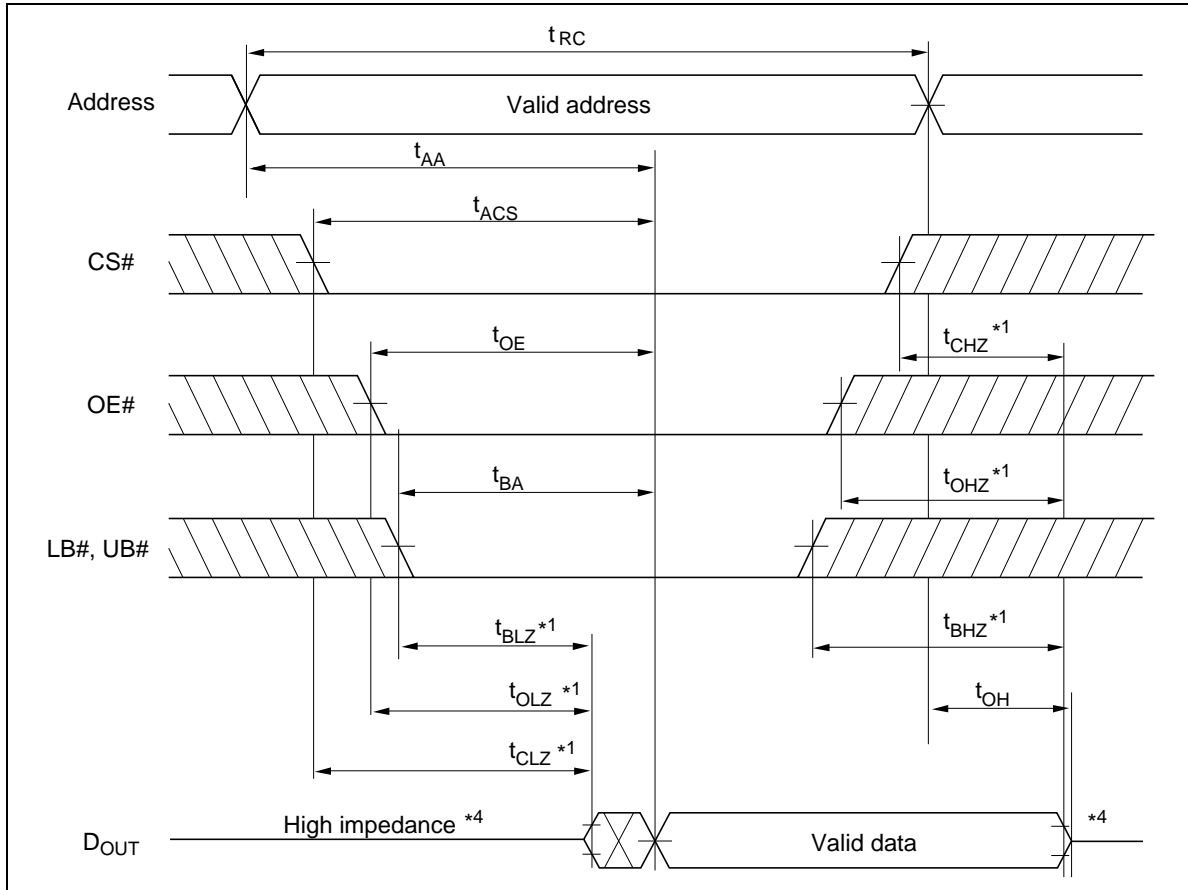 t RC
Address
Valid address
tAA
tACS
CS#
tOE
tCHZ *1
OE#
tBA
tOHZ *1
LB#, UB#
tBLZ *1
tBHZ *1
tOLZ *1
tOH
tCLZ *1
High impedance *4
*4
DOUT
Valid data